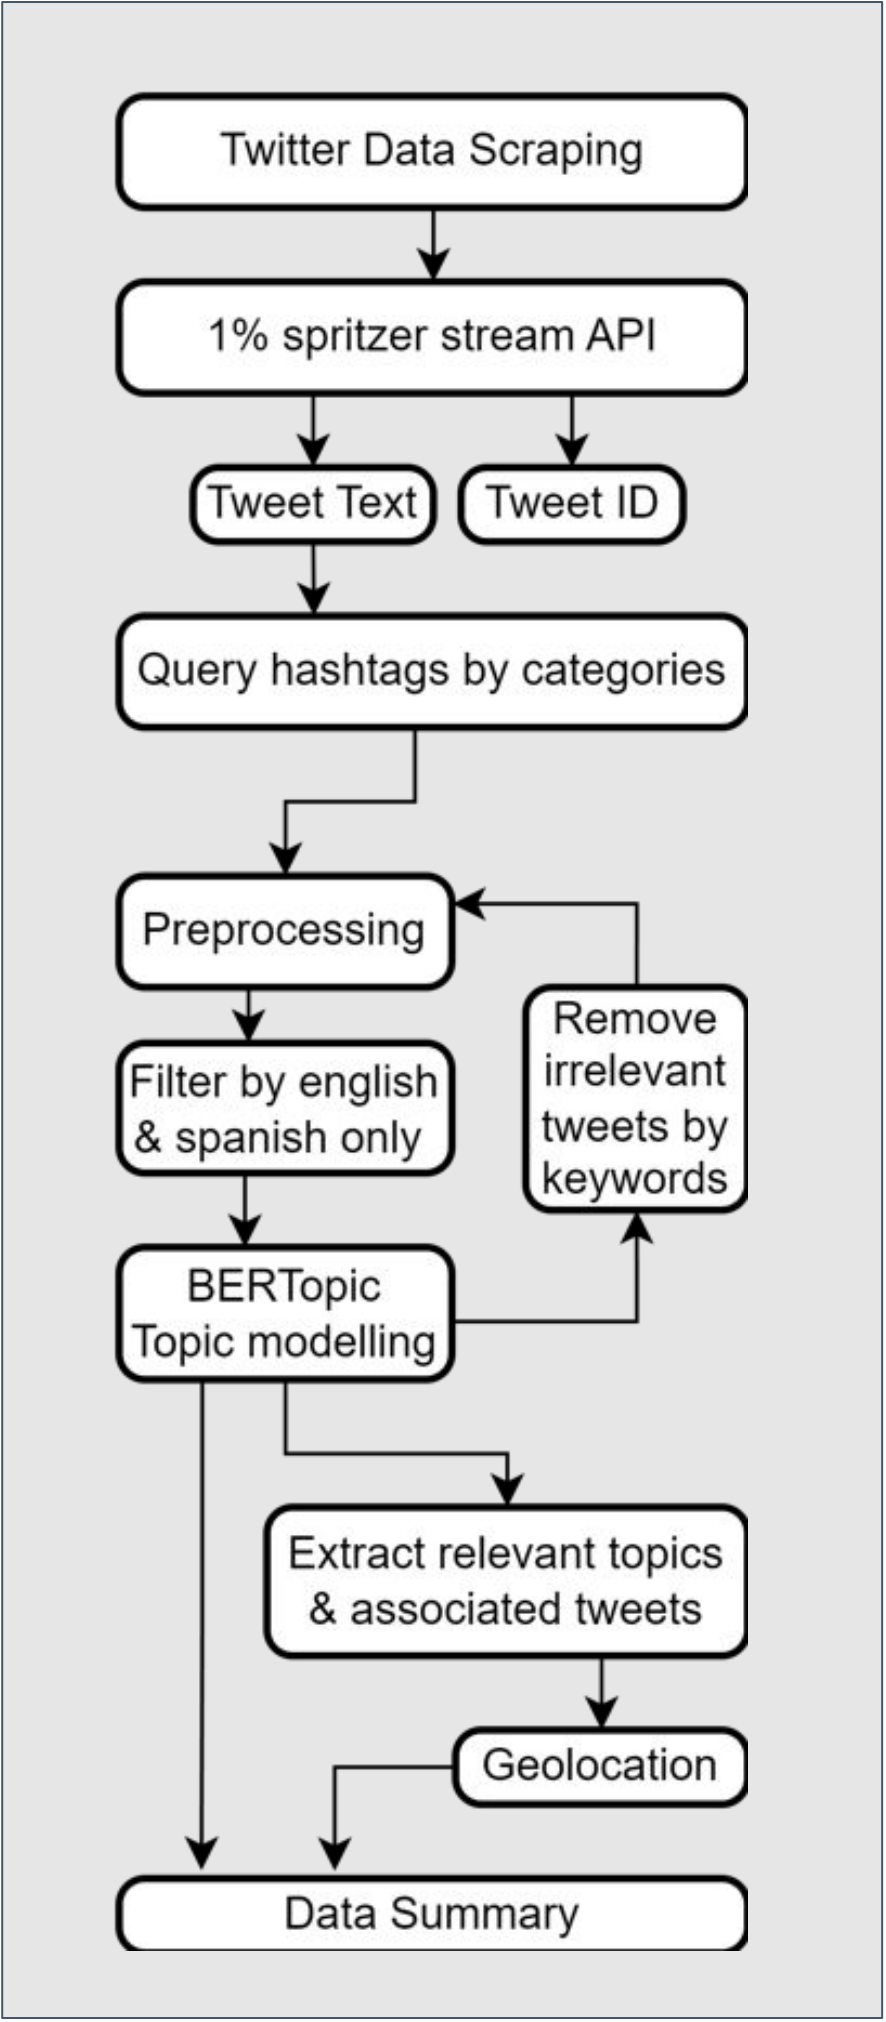 Twitter Data Scraping
1% spritzer stream API
Tweet Text
Tweet ID
Query hashtags by categories
Preprocessing
Remove
irrelevant
tweets by
keywords
Filter by english
& spanish only
BERTopic
Topic modelling
Extract relevant topics
& associated tweets
Geolocation
Data Summary